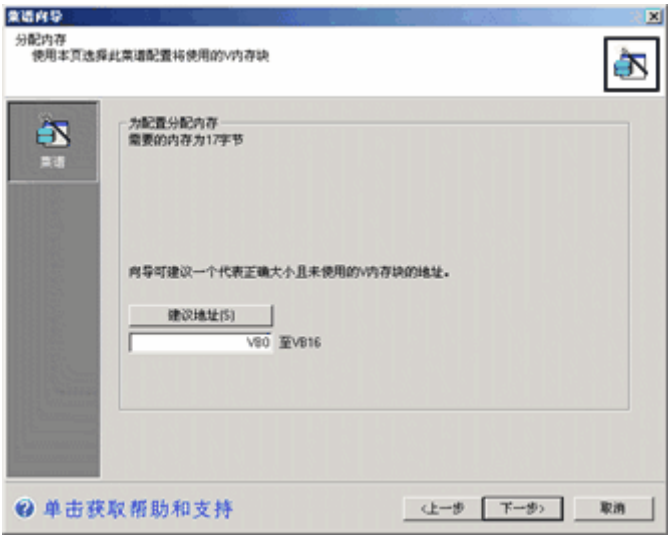 菜谱向导
分配内存
使用本页选择此菜谱配置将使用的V内存块
菜谱
为配置分配内存
需要的内存为17字节
向导可建议一个代表正确大小且未使用的V内存块的地址。
建议地址(S)
VB0 至VB16
单击获取帮助和支持
<上一步 下一步> 取消